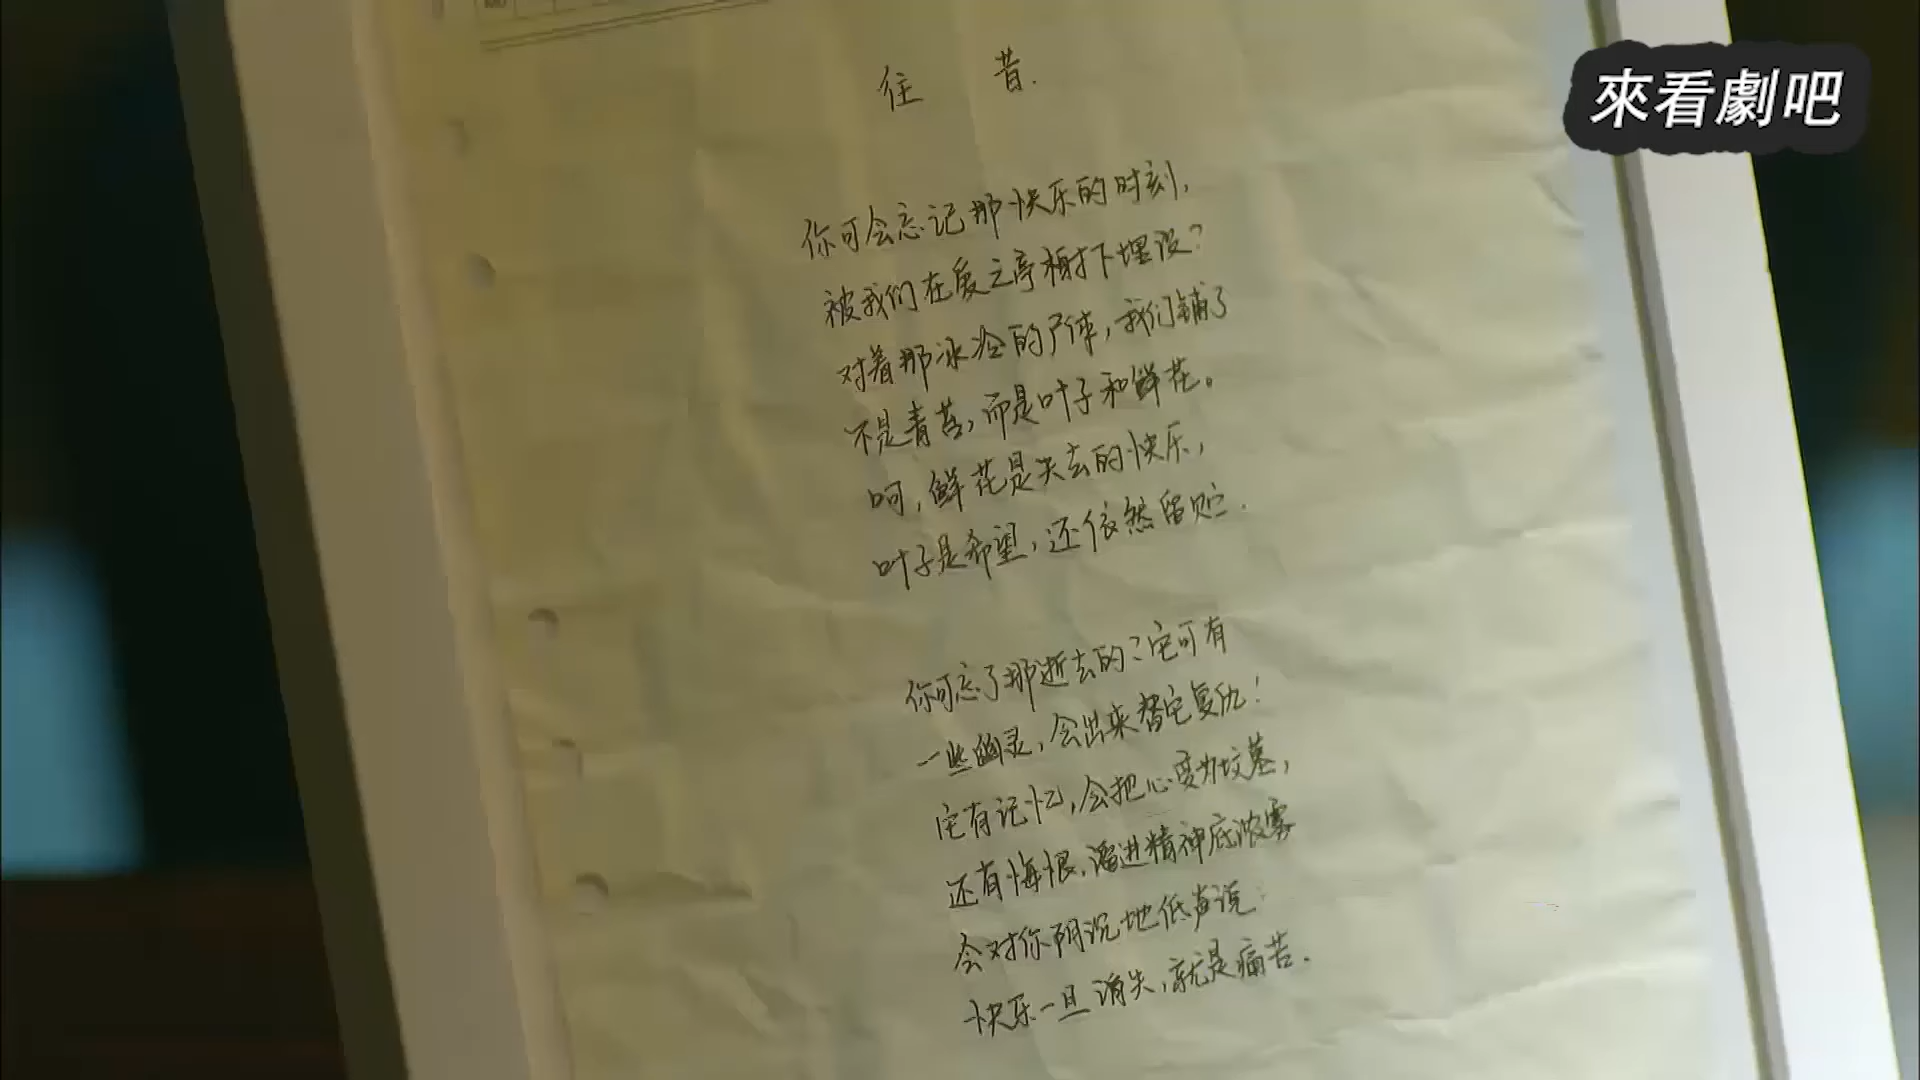 往 昔.
來看劇吧
你可会忘记那快乐的时刻,
被我们在爱之亭榭下埋没?
对着那冰冷的尸体,我们铺了
不是青苔,而是叶子和鲜花。
呵,鲜花是失去的快乐,
叶子是希望,还依然留贮.
你可忘了那逝去的?它可有
一些幽灵,会出来替它复仇!
它有记忆,会把心变为坟墓,
还有悔恨,溜进精神底浓雾
会对你阴沉地低声说:
快乐一旦消失,就是痛苦.